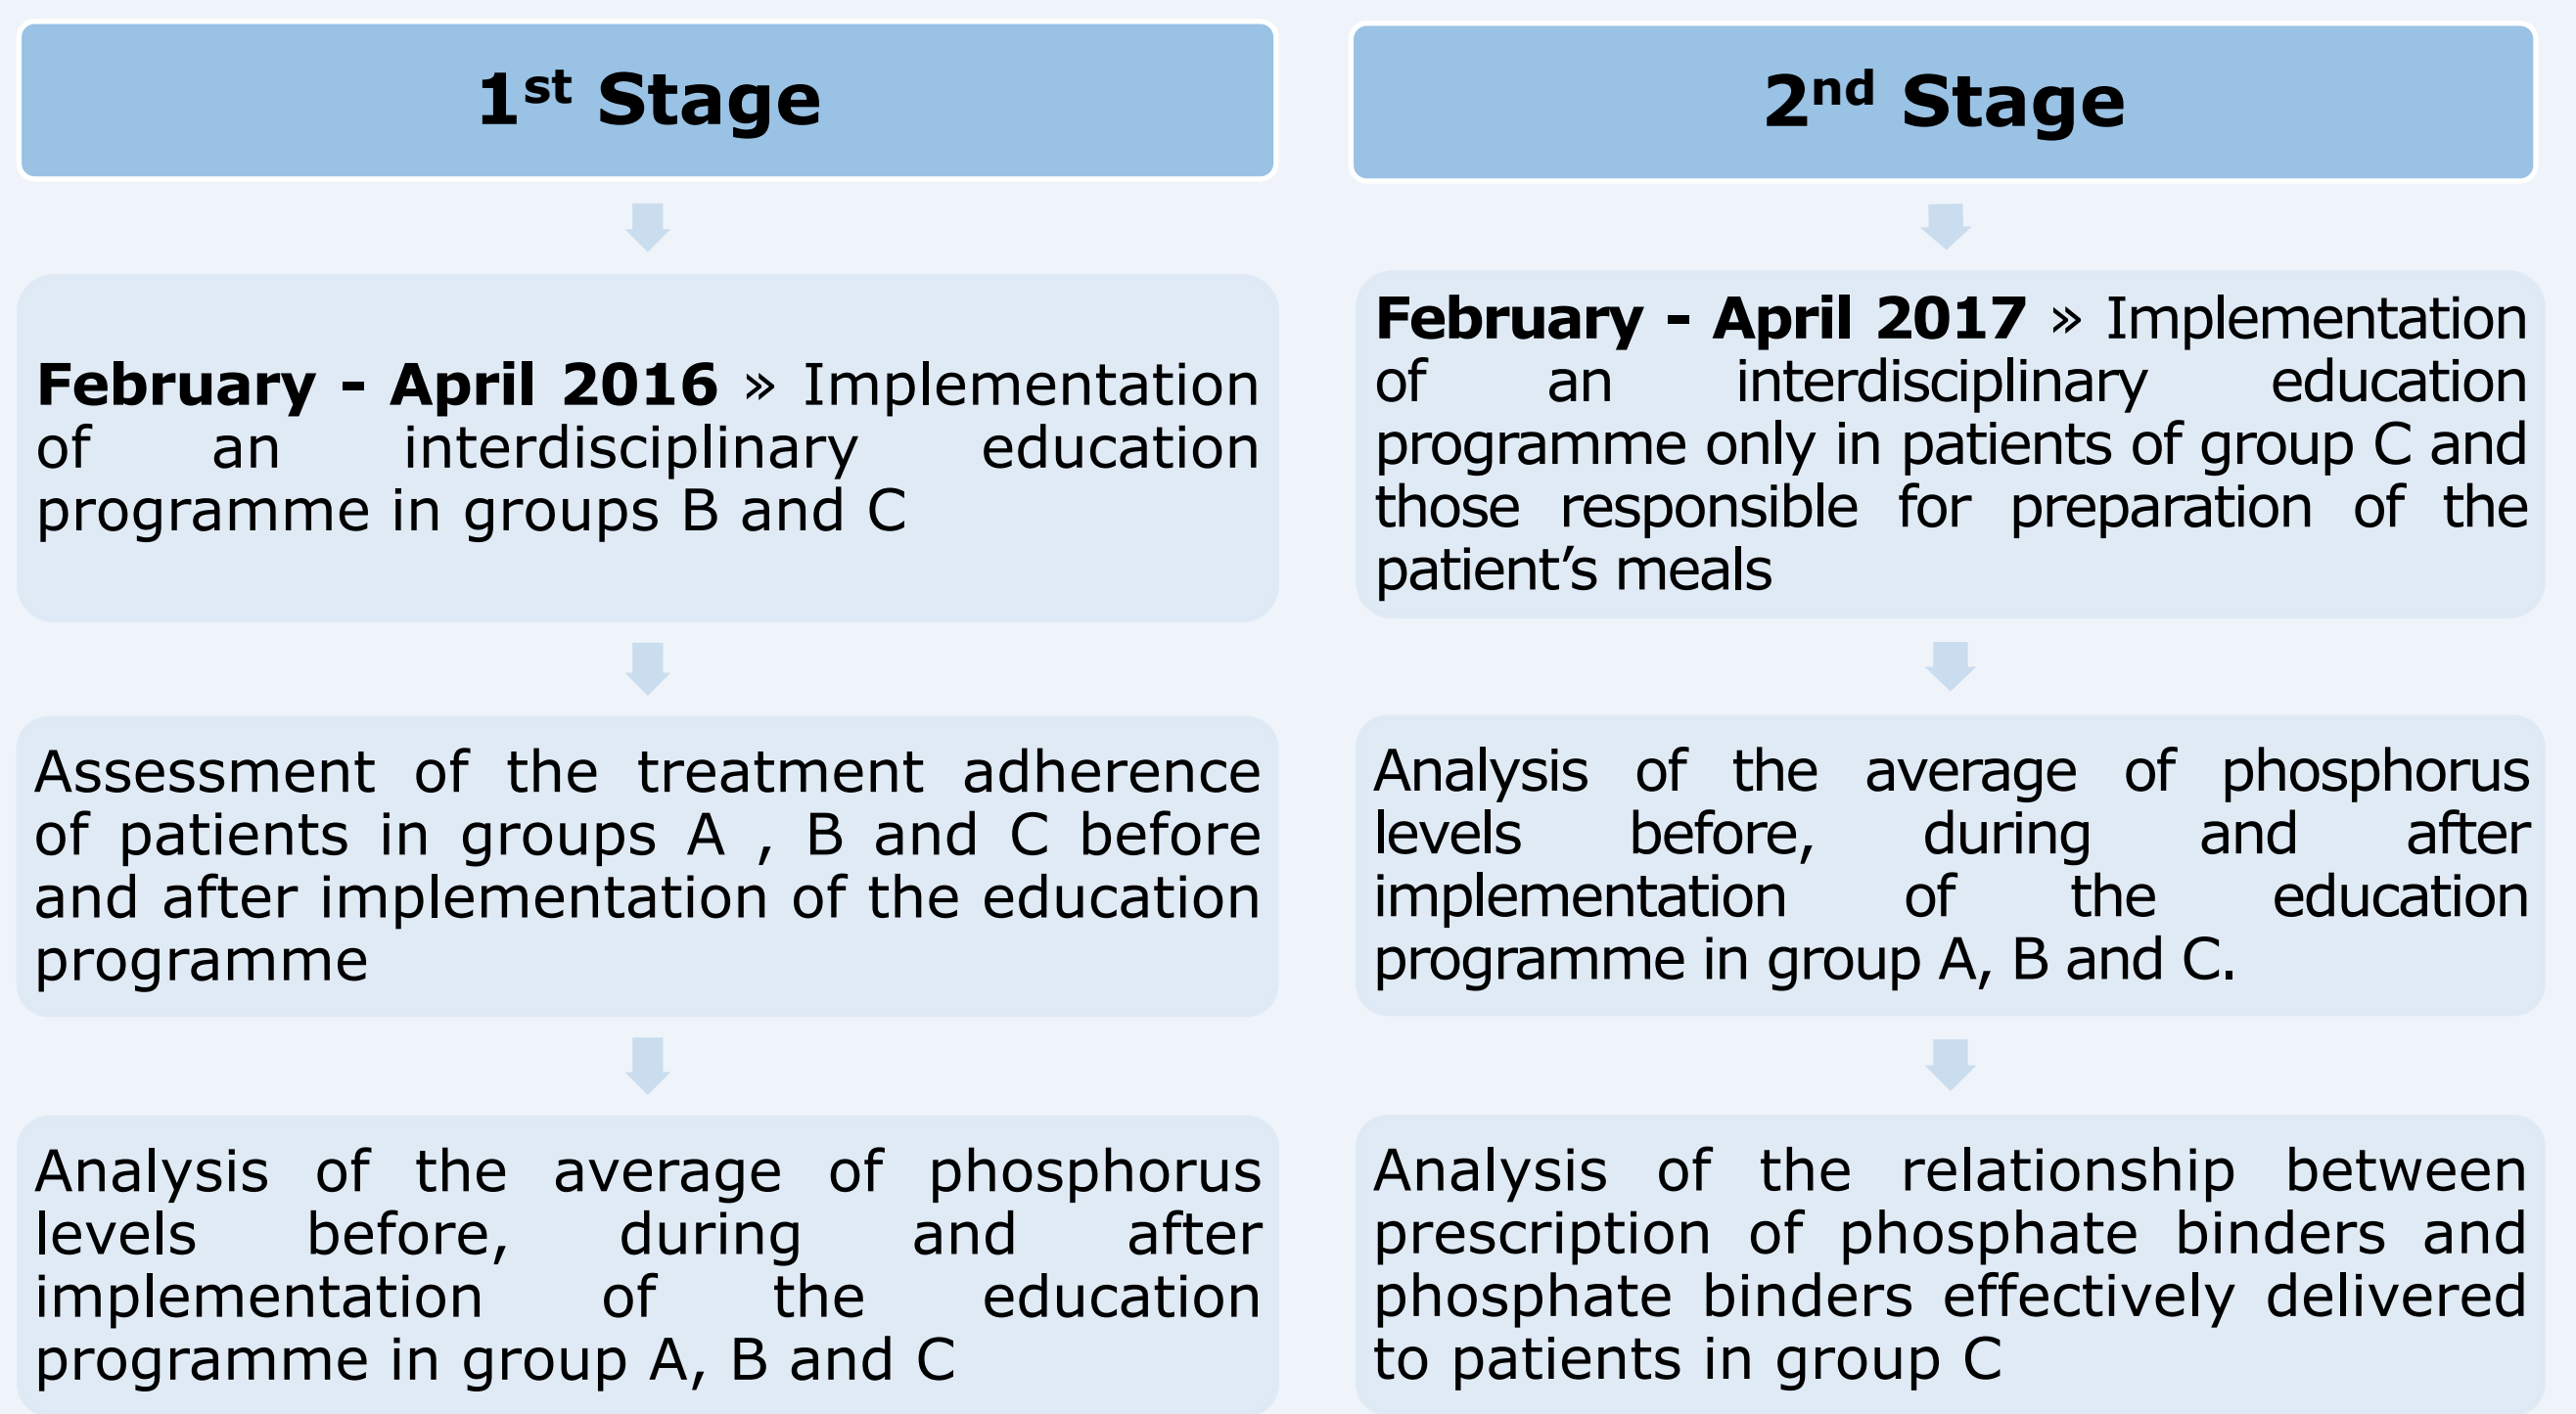 1st Stage
February - April 2016 » Implementation
of an interdisciplinary education
programme in groups B and C
Assessment of the treatment adherence
of patients in groups A , B and C before
and after implementation of the education
programme
Analysis of the average of phosphorus
levels before, during and after
implementation of the education
programme in group A, B and C
2nd Stage
February - April 2017 » Implementation
of an interdisciplinary education
programme only in patients of group C and
those responsible for preparation of the
patient’s meals
Analysis of the average of phosphorus
levels before, during and after
implementation of the education
programme in group A, B and C.
Analysis of the relationship between
prescription of phosphate binders and
phosphate binders effectively delivered
to patients in group C